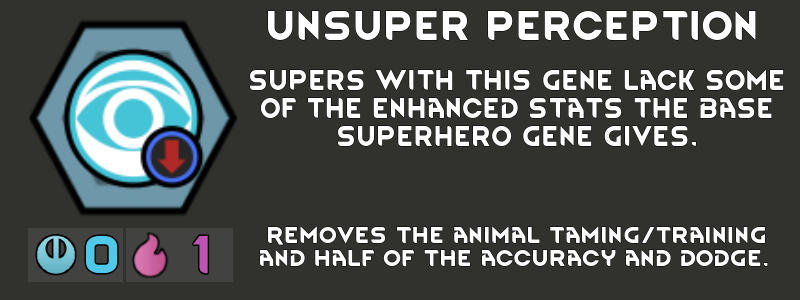 UNSUPER PERCEPTION
SUPERS WITH THIS GENE LACK SOME
OF THE ENHANCED STATS THE BASE
SUPERHERO GENE GIVES.
0 1
REMOVES THE ANIMAL TAMING/TRAINING
AND HALF OF THE ACCURACY AND DODGE.